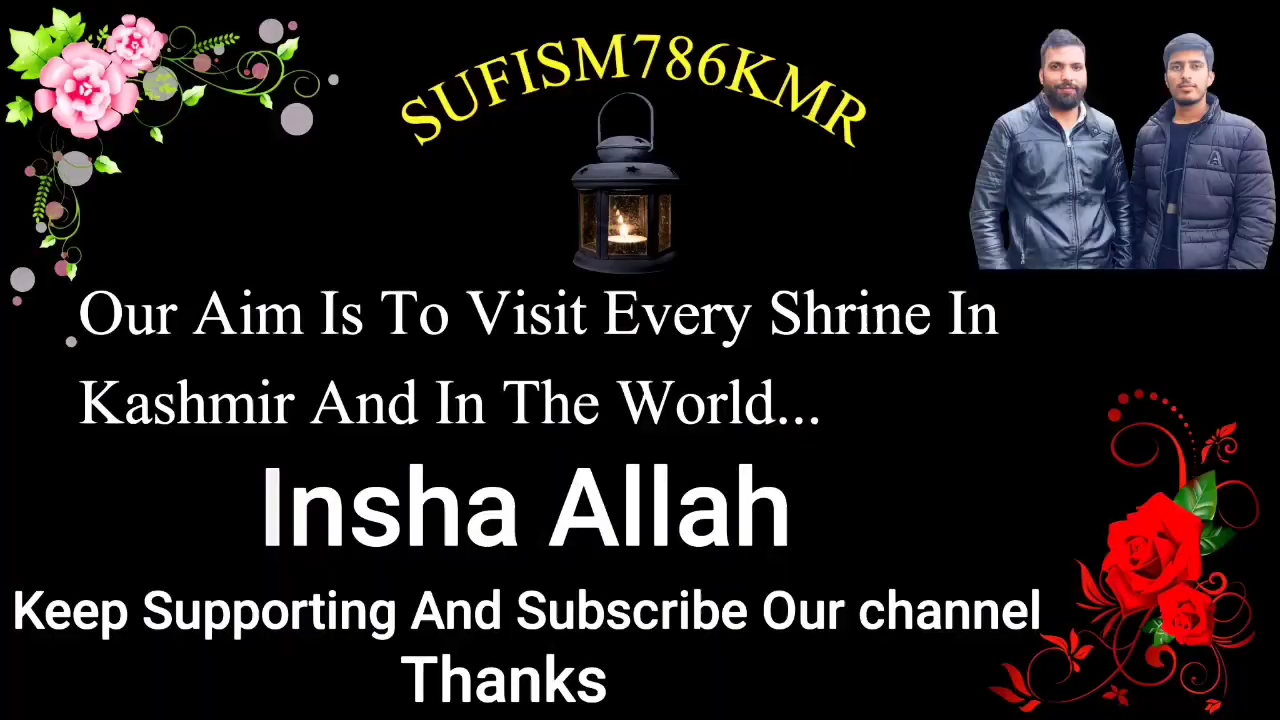 SUFISM786KMR
Our Aim Is To Visit Every Shrine In
Kashmir And In The World...
Insha Allah
Keep Supporting And Subscribe Our channel
Thanks